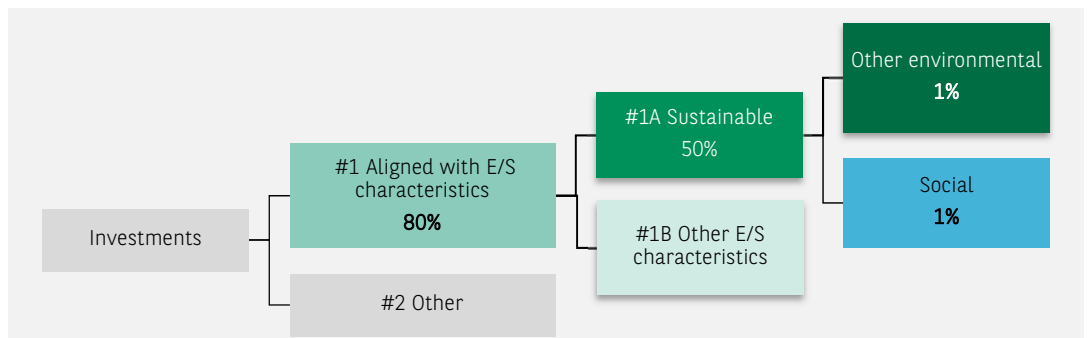 Investments
#1 Aligned with E/S
characteristics
80%
#2 Other
#1A Sustainable
50%
#1B Other E/S
characteristics
Other environmental
1%
Social
1%